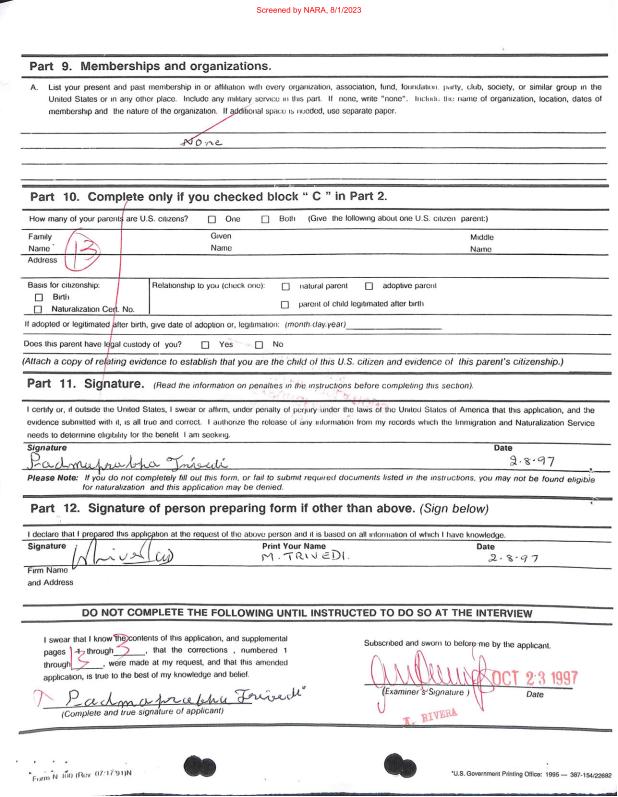 Screened by NARA, 8/1/2023
Part 9. Memberships and organizations.
A. List your present and past membership in or affiliation with every organization, association, fund, foundation, party, club, society, or similar group in the
United States or in any other place. Include any military service in this part. If none, write "none". Include the name of organization, location, dates of
membership and the nature of the organization. If additional space is needed, use separate paper.
None
Part 10. Complete only if you checked block " C " in Part 2.
How many of your parents are U.S. citizens? ☐ One ☐ Both (Give the following about one U.S. citizen parent:)
Family Given Middle
Name Name Name
13
Address
Basis for citizenship: Relationship to you (check one): ☐ natural parent ☐ adoptive parent
☐ Birth
☐ Naturalization Cert. No. ☐ parent of child legitimated after birth
If adopted or legitimated after birth, give date of adoption or, legitimation: (month-day-year)
Does this parent have legal custody of you? ☐ Yes ☐ No
(Attach a copy of relating evidence to establish that you are the child of this U.S. citizen and evidence of this parent's citizenship.)
Part 11. Signature. (Read the information on penalties in the instructions before completing this section).
I certify or, if outside the United States, I swear or affirm, under penalty of perjury under the laws of the United States of America that this application, and the
evidence submitted with it, is all true and correct. I authorize the release of any information from my records which the Immigration and Naturalization Service
needs to determine eligibility for the benefit I am seeking.
Signature Date
Padmaprabha Trivedi 2-8-97
Please Note: If you do not completely fill out this form, or fail to submit required documents listed in the instructions, you may not be found eligible
for naturalization and this application may be denied.
Part 12. Signature of person preparing form if other than above. (Sign below)
I declare that I prepared this application at the request of the above person and it is based on all information of which I have knowledge.
Signature Print Your Name Date
M. TRIVEDI. 2-8-97
Firm Name
and Address
DO NOT COMPLETE THE FOLLOWING UNTIL INSTRUCTED TO DO SO AT THE INTERVIEW
I swear that I know the contents of this application, and supplemental
pages 1 through 3, that the corrections , numbered 1
through 13, were made at my request, and that this amended
application, is true to the best of my knowledge and belief.
Padmaprabha Trivedi
(Complete and true signature of applicant)
Subscribed and sworn to before me by the applicant.
OCT 23 1997
(Examiner's Signature ) Date
RIVERA
Form N-400 (Rev 07/17/91)N
*U.S. Government Printing Office: 1995 — 387-154/22682